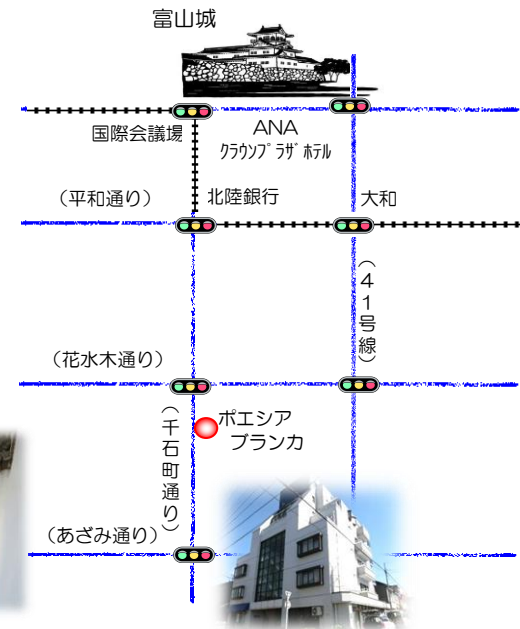 富山城
国際会議場
ANA
クラウンプラザホテル
(平和通り)
北陸銀行
大和
(41号線)
(花水木通り)
ポエシア
ブランカ
(千石町通り)
(あざみ通り)